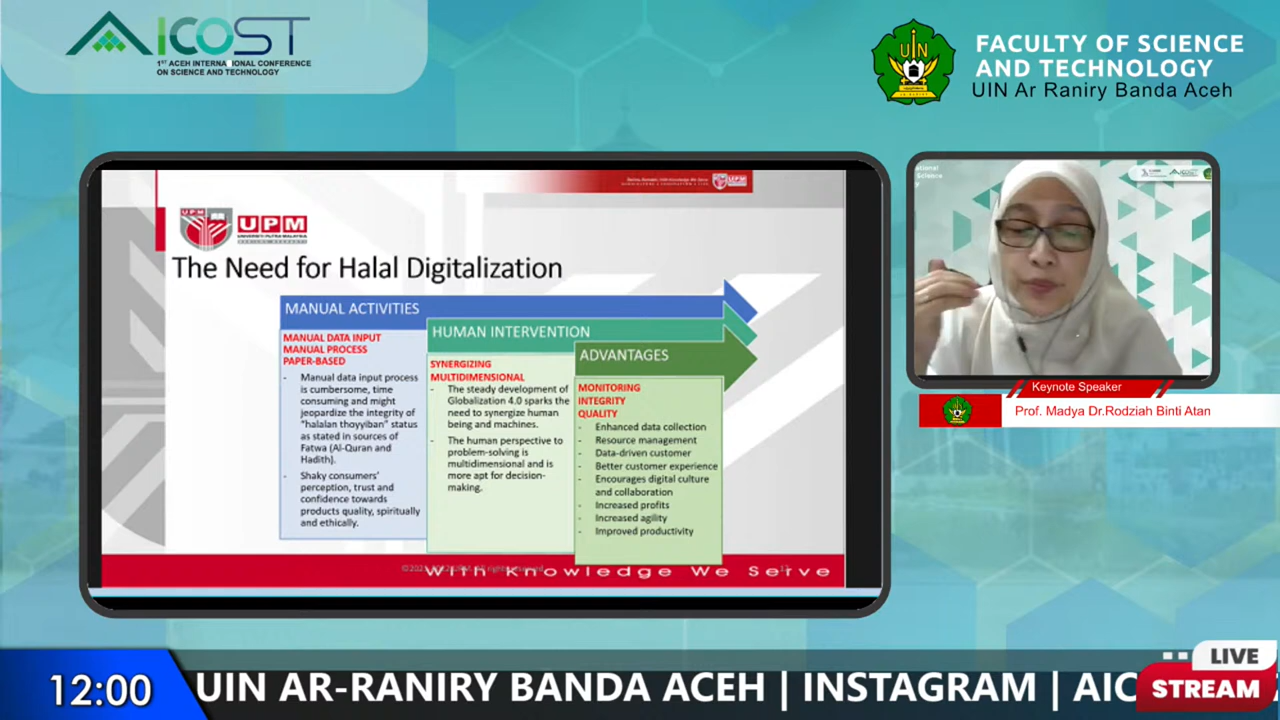 AICOST
1ST ACEH INTERNATIONAL CONFERENCE
ON SCIENCE AND TECHNOLOGY
UIN
FACULTY OF SCIENCE
AND TECHNOLOGY
UIN Ar Raniry Banda Aceh
UPM
UPM
UPM
UNIVERSITI PUTRA MALAYSIA
The Need for Halal Digitalization
MANUAL ACTIVITIES
MANUAL DATA INPUT
MANUAL PROCESS
PAPER-BASED
- Manual data input process
is cumbersome, time
consuming and might
jeopardize the integrity of
"halalan thoyyiban" status
as stated in sources of
Fatwa (Al-Quran and
Hadith).
- Shaky consumers'
perception, trust and
confidence towards
products quality, spiritually
and ethically.
HUMAN INTERVENTION
SYNERGIZING
MULTIDIMENSIONAL
- The steady development of
Globalization 4.0 sparks the
need to synergize human
being and machines.
- The human perspective to
problem-solving is
multidimensional and is
more apt for decision-
making.
ADVANTAGES
MONITORING
INTEGRITY
QUALITY
- Enhanced data collection
- Resource management
- Data-driven customer
- Better customer experience
- Encourages digital culture
and collaboration
- Increased profits
- Increased agility
- Improved productivity
With Knowledge We Serve
Keynote Speaker
Prof. Madya Dr.Rodziah Binti Atan
12:00
UIN AR-RANIRY BANDA ACEH | INSTAGRAM | AIC
LIVE
STREAM